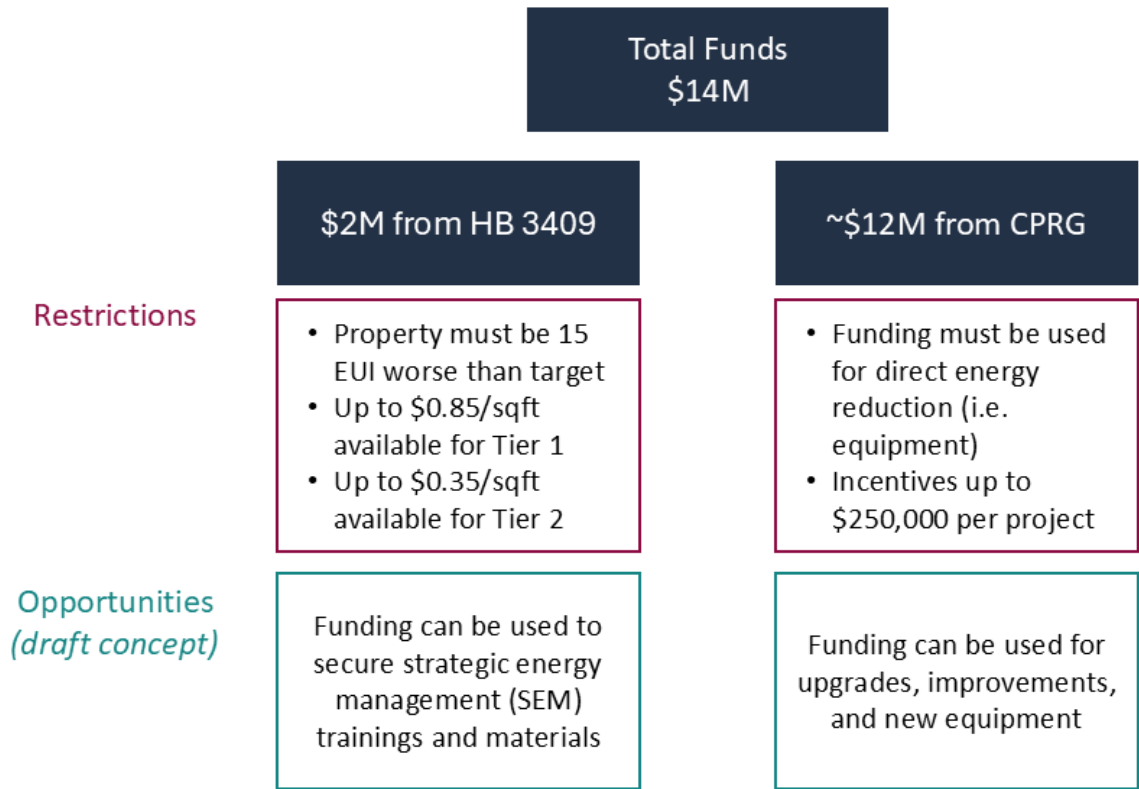 Total Funds
$14M
$2M from HB 3409
~$12M from CPRG
Restrictions
• Property must be 15
EUI worse than target
• Up to $0.85/sqft
available for Tier 1
• Up to $0.35/sqft
available for Tier 2
• Funding must be used
for direct energy
reduction (i.e.
equipment)
• Incentives up to
$250,000 per project
Opportunities
(draft concept)
Funding can be used to
secure strategic energy
management (SEM)
trainings and materials
Funding can be used for
upgrades, improvements,
and new equipment